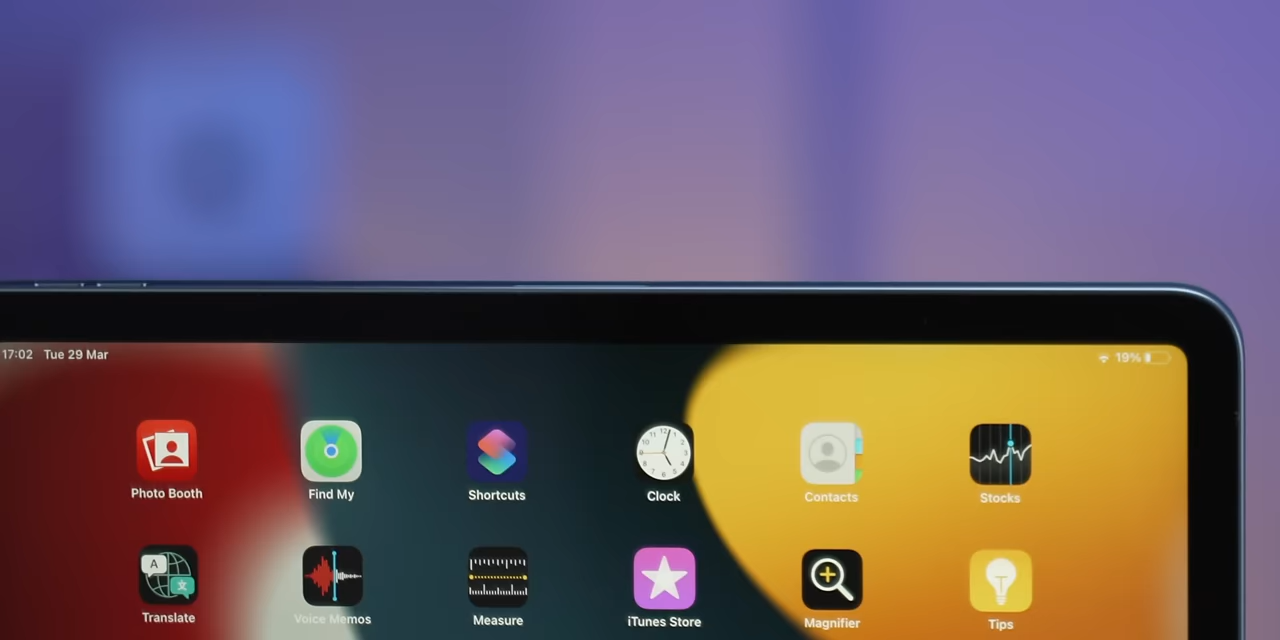 17:02 Tue 29 Mar
19%
Photo Booth
Find My
Shortcuts
Clock
Contacts
Stocks
A
文
Translate
Voice Memos
Measure
iTunes Store
Magnifier
Tips